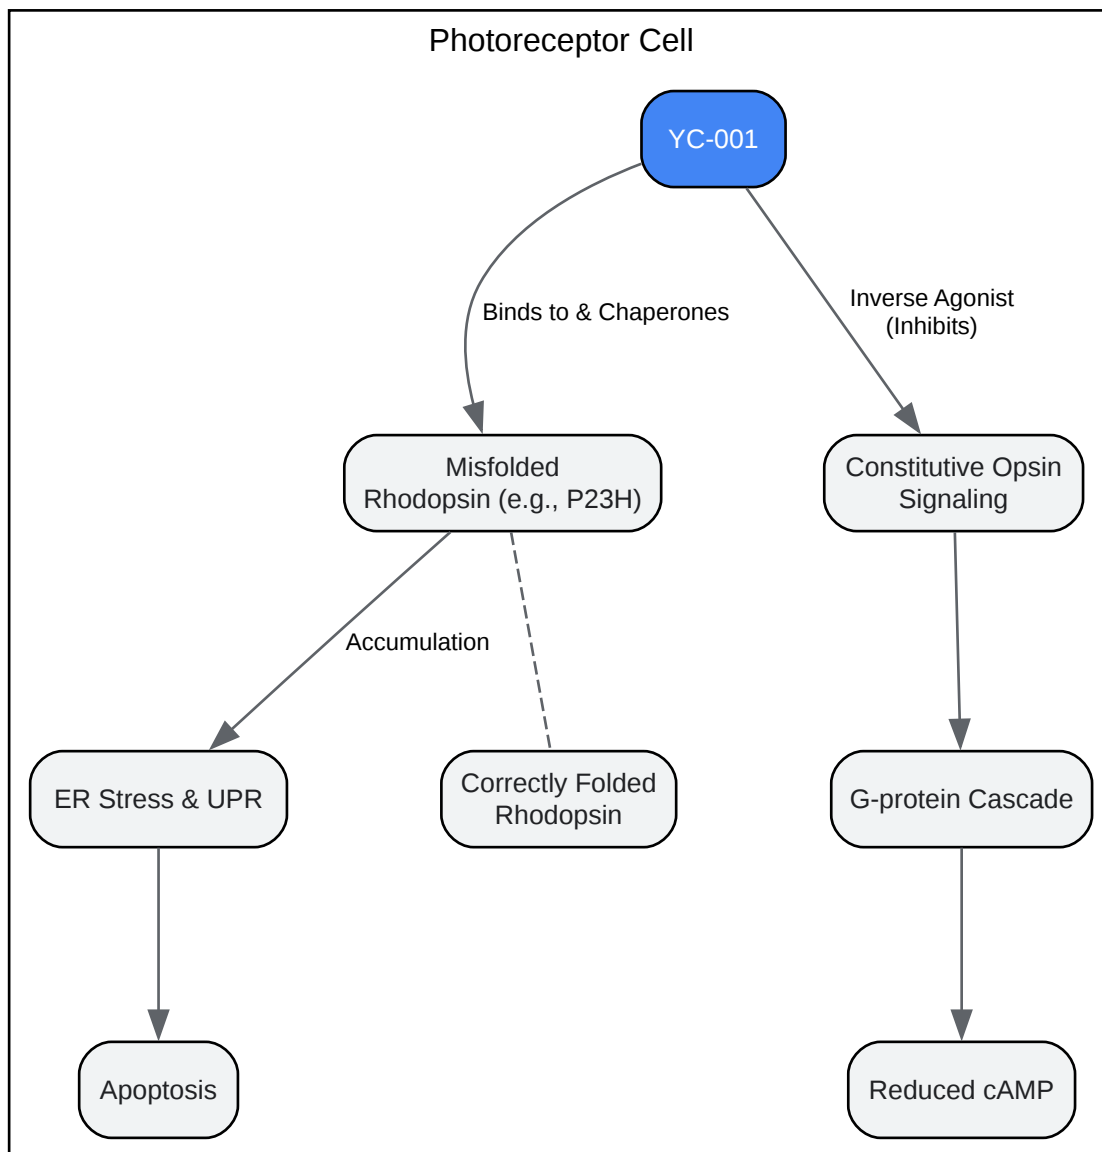 Photoreceptor Cell
YC-001
Binds to & Chaperones
Inverse Agonist
(Inhibits)
Misfolded
Rhodopsin (e.g., P23H)
Constitutive Opsin
Signaling
Accumulation
ER Stress & UPR
Correctly Folded
Rhodopsin
G-protein Cascade
Apoptosis
Reduced cAMP